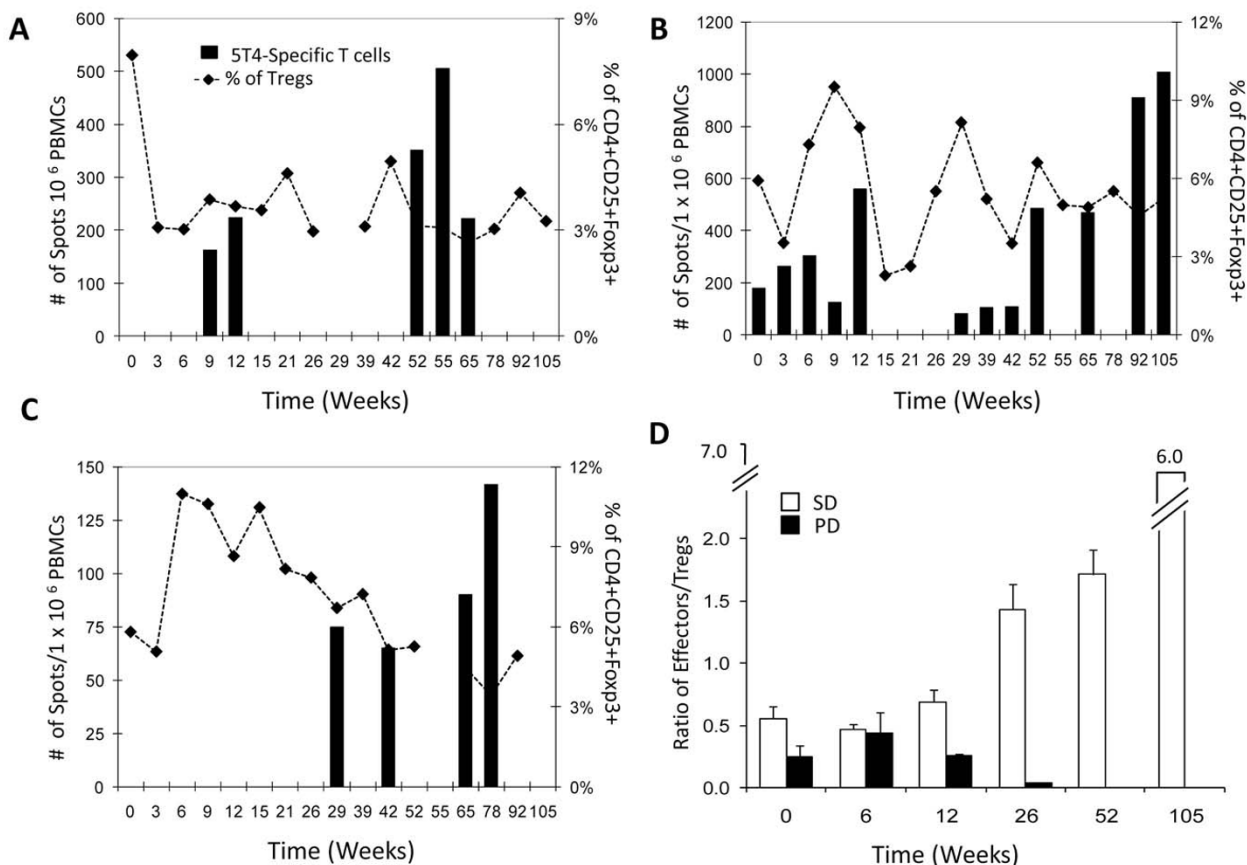 A
600
500
400
300
200
100
0
# of Spots 10 6 PBMCs
5T4-Specific T cells
% of Tregs
9%
6%
3%
0%
% of CD4+CD25+Foxp3+
0 3 6 9 12 15 21 26 29 39 42 52 55 65 78 92 105
Time (Weeks)
B
1200
1000
800
600
400
200
0
# of Spots/1 x 10 6 PBMCs
12%
9%
6%
3%
0%
% of CD4+CD25+Foxp3+
0 3 6 9 12 15 21 26 29 39 42 52 55 65 78 92 105
Time (Weeks)
C
150
125
100
75
50
25
0
# of Spots/1 x 10 6 PBMCs
12%
9%
6%
3%
0%
% of CD4+CD25+Foxp3+
0 3 6 9 12 15 21 26 29 39 42 52 55 65 78 92 105
Time (Weeks)
D
7.0
6.0
SD
PD
2.0
1.5
1.0
0.5
0.0
Ratio of Effectors/Tregs
0 6 12 26 52 105
Time (Weeks)